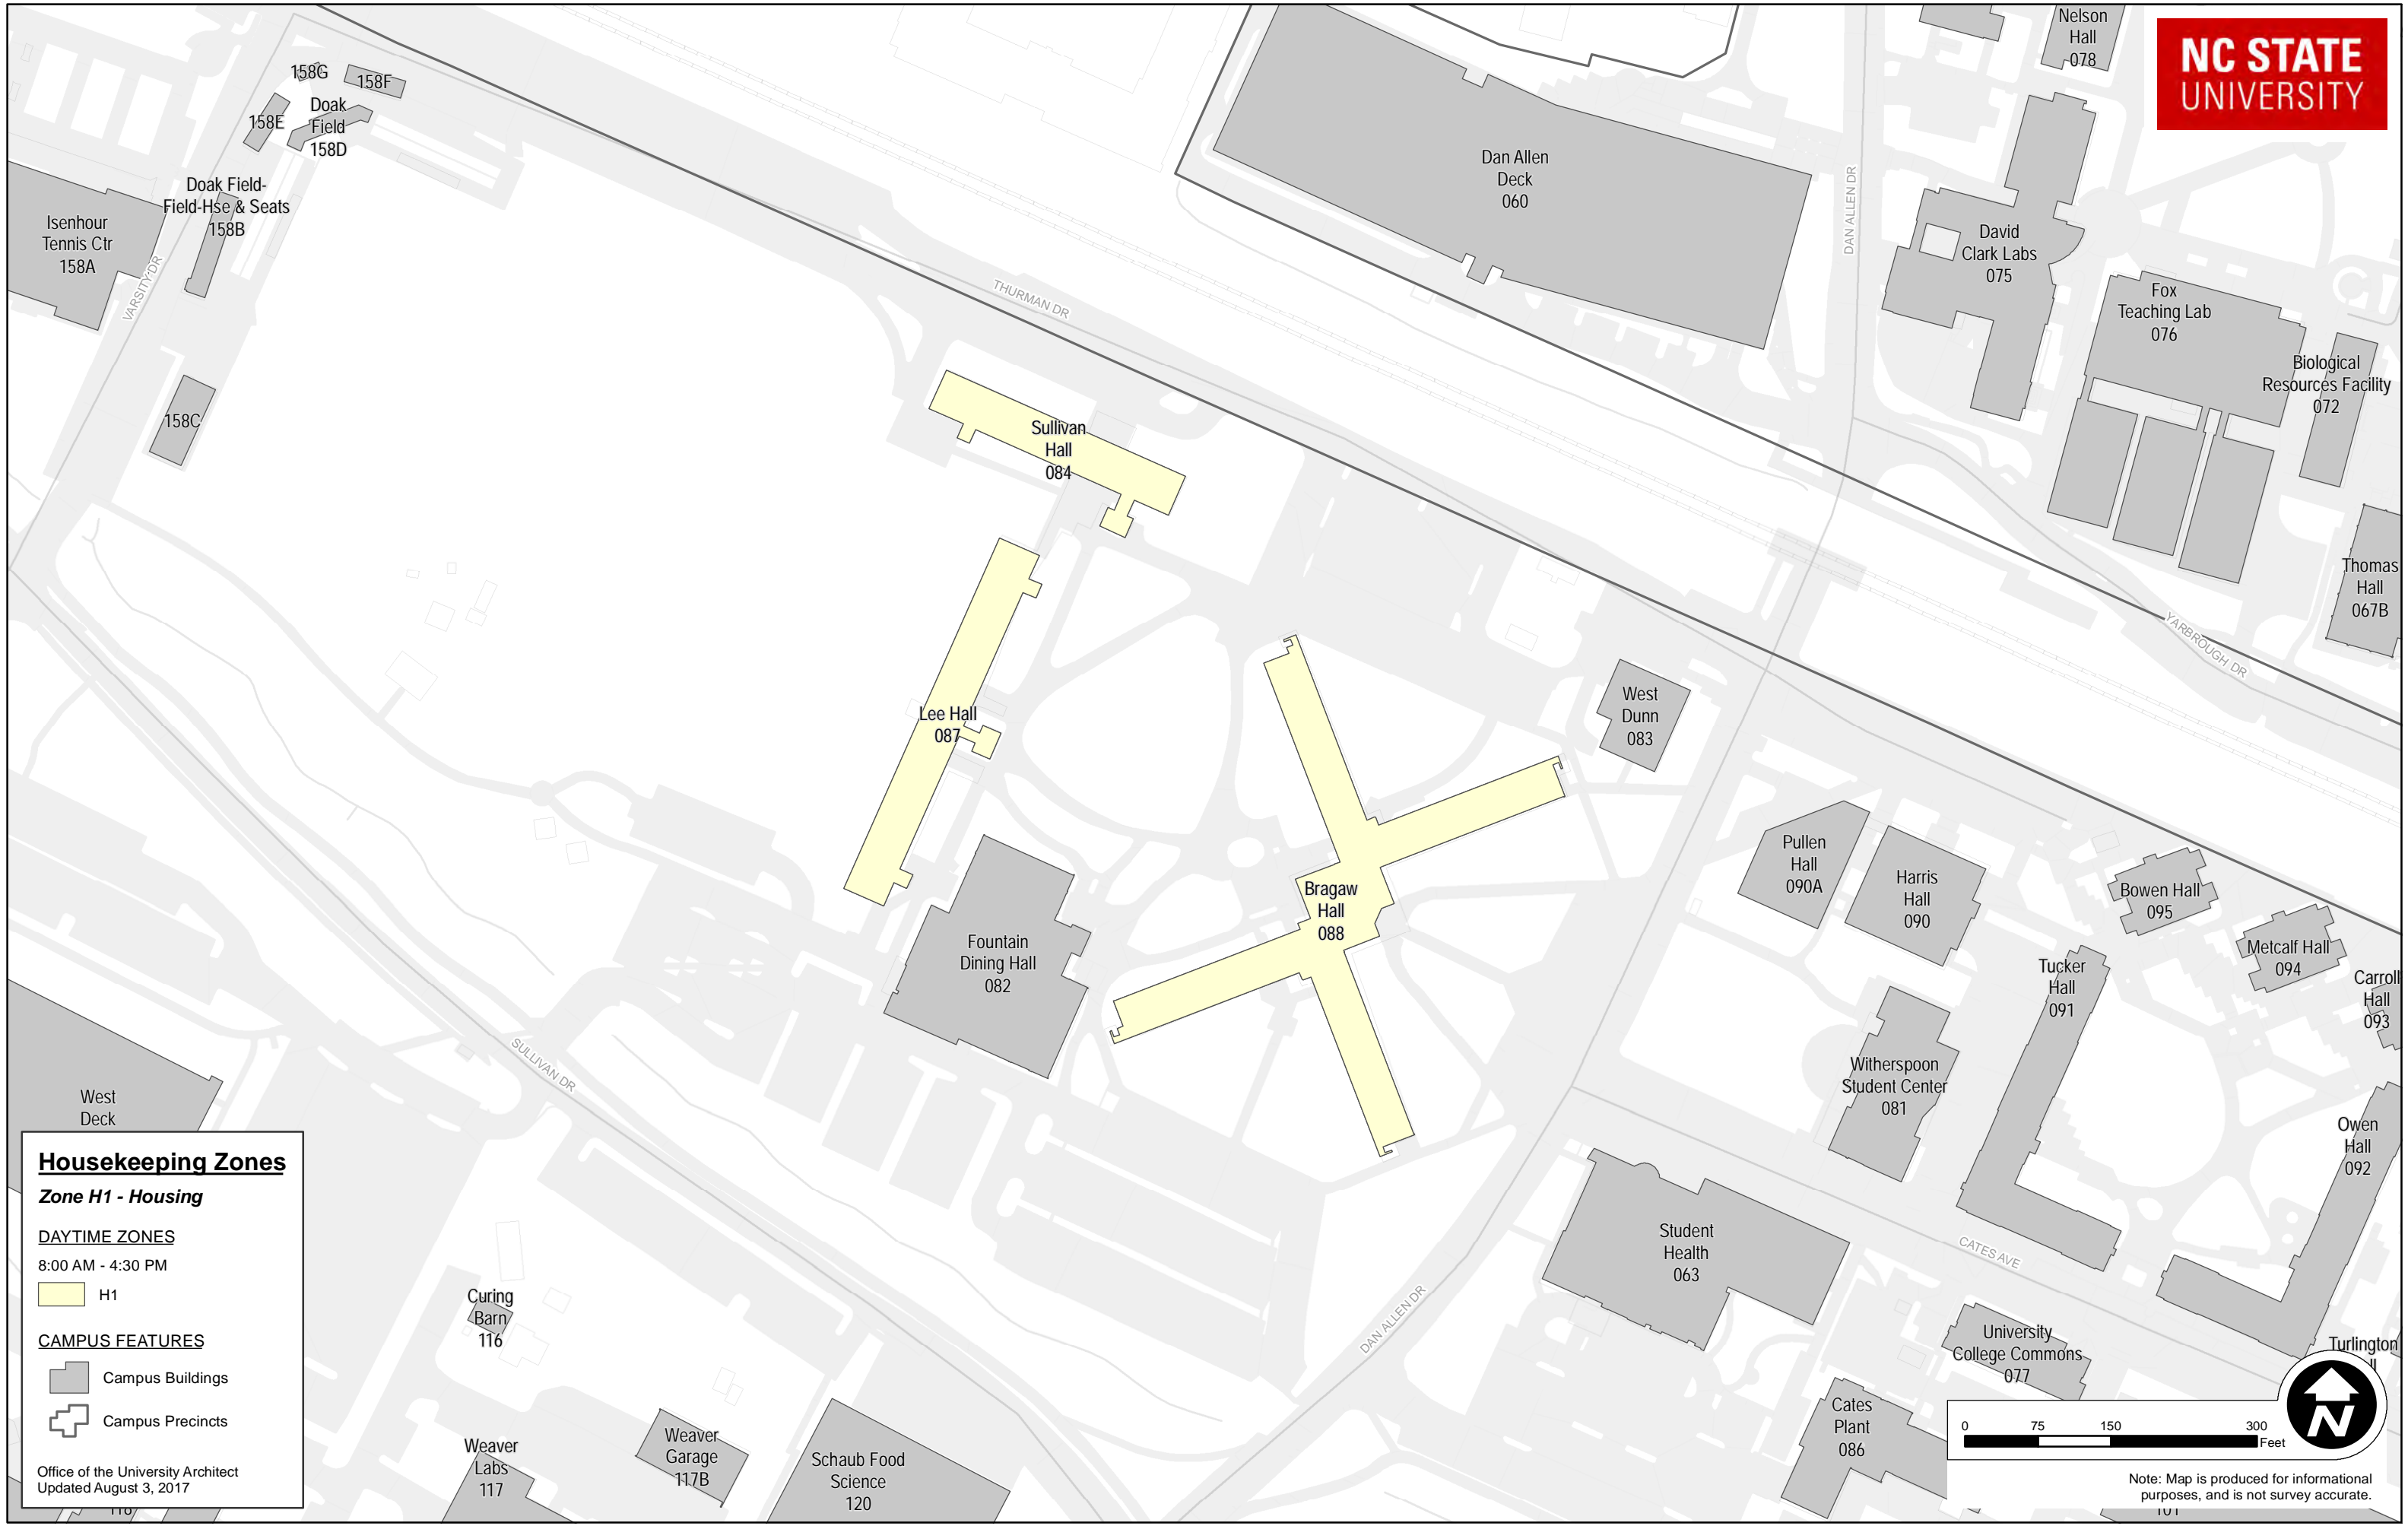 Nelson
Hall
078
NC STATE
UNIVERSITY
158G
158F
158E
Doak
Field
158D
Doak Field-
Field-Hse & Seats
158B
Isenhour
Tennis Ctr
158A
VARSITY DR
158C
Dan Allen
Deck
060
DAN ALLEN DR
David
Clark Labs
075
Fox
Teaching Lab
076
Biological
Resources Facility
072
THURMAN DR
Sullivan
Hall
084
Thomas
Hall
067B
YARBROUGH DR
Lee Hall
087
West
Dunn
083
Pullen
Hall
090A
Harris
Hall
090
Bragaw
Hall
088
Bowen Hall
095
Metcalf Hall
094
Carroll
Hall
093
Fountain
Dining Hall
082
Tucker
Hall
091
Witherspoon
Student Center
081
Owen
Hall
092
SULLIVAN DR
West
Deck
Student
Health
063
CATES AVE
DAN ALLEN DR
University
College Commons
077
Turlington
Cates
Plant
086
Curing
Barn
116
Weaver
Labs
117
Weaver
Garage
117B
Schaub Food
Science
120
Housekeeping Zones
Zone H1 - Housing
DAYTIME ZONES
8:00 AM - 4:30 PM
H1
CAMPUS FEATURES
Campus Buildings
Campus Precincts
Office of the University Architect
Updated August 3, 2017
0 75 150 300
Feet
N
Note: Map is produced for informational
purposes, and is not survey accurate.